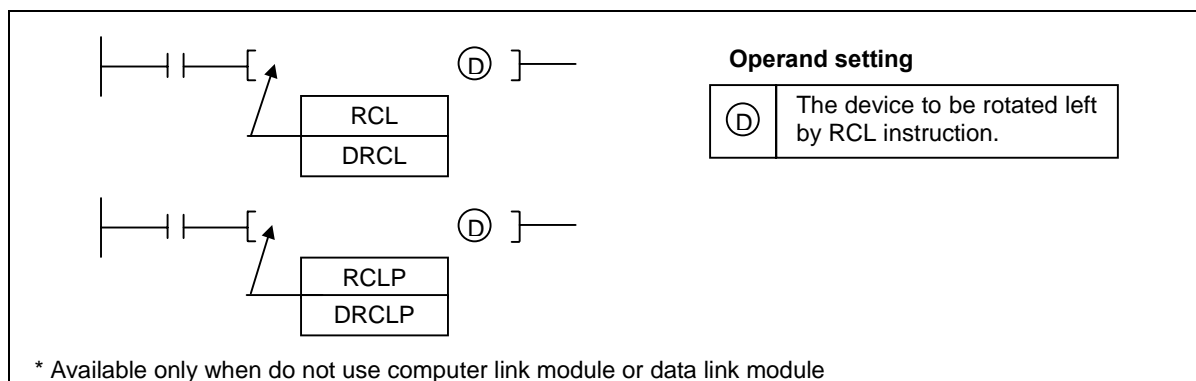 D
RCL
DRCL
D
RCLP
DRCLP
Operand setting
D
The device to be rotated left
by RCL instruction.
* Available only when do not use computer link module or data link module